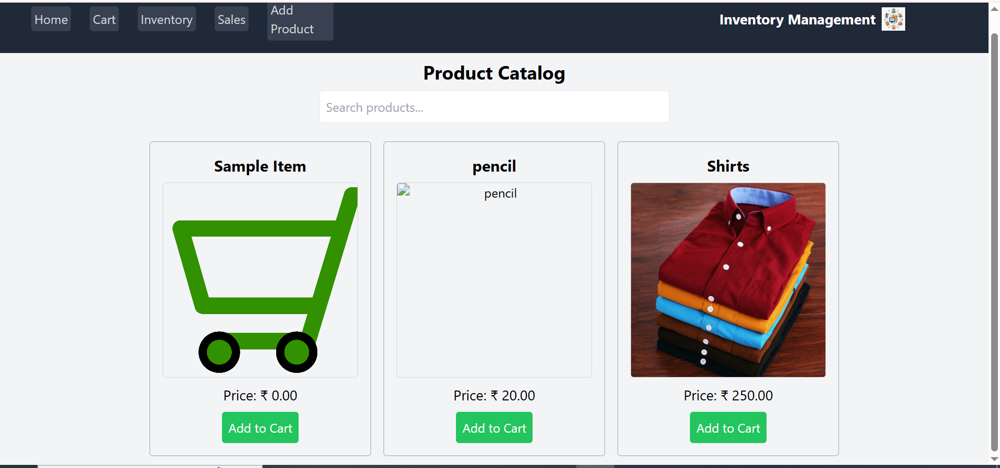 Home
Cart
Inventory
Sales
Add
Product
Inventory Management
Product Catalog
Search products...
Sample Item
pencil
Shirts
pencil
Price: ₹ 0.00
Price: ₹ 20.00
Price: ₹ 250.00
Add to Cart
Add to Cart
Add to Cart